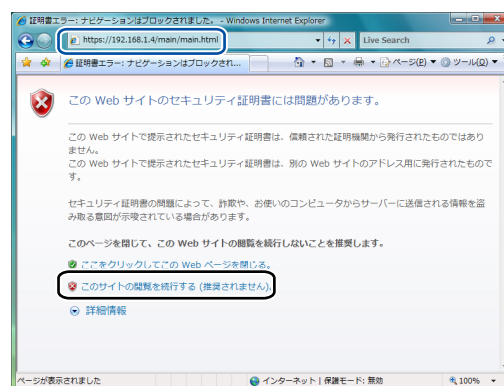 証明書エラー: ナビゲーションはブロックされました。 - Windows Internet Explorer
https://192.168.1.4/main/main.html
Live Search
証明書エラー: ナビゲーションはブロックされ...
ページ(P)
ツール(O)
この Web サイトのセキュリティ証明書には問題があります。
この Web サイトで提示されたセキュリティ証明書は、信頼された証明機関から発行されたものではあり
ません。
この Web サイトで提示されたセキュリティ証明書は、別の Web サイトのアドレス用に発行されたもので
す。
セキュリティ証明書の問題によって、詐欺や、お使いのコンピュータからサーバーに送信される情報を盗
み取る意図が示唆されている場合があります。
このページを閉じて、この Web サイトの閲覧を続行しないことを推奨します。
ここをクリックしてこの Web ページを閉じる。
このサイトの閲覧を続行する (推奨されません)。
詳細情報
ページが表示されました
インターネット | 保護モード: 無効
100%